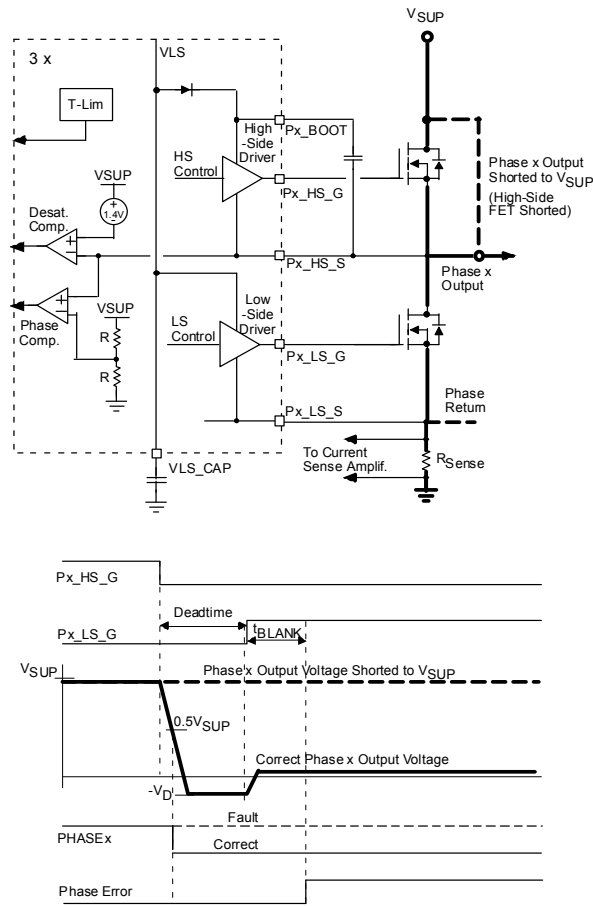 VSUP
3 x
VLS
T-Lim
High
-Side
Driver
Px_BOOT
HS
Control
Px_HS_G
Phase x Output
Shorted to VSUP
(High-Side
FET Shorted)
VSUP
Desat.
Comp.
+
1.4V
-
+
-
Px_HS_S
Phase x
Output
+
-
Phase
Comp.
VSUP
R
R
Low
-Side
Driver
LS
Control
Px_LS_G
Phase
Return
Px_LS_S
To Current
Sense Amplif.
RSense
VLS_CAP
Px_HS_G
Deadtime
Px_LS_G
tBLANK
VSUP
Phase x Output Voltage Shorted to VSUP
0.5VSUP
Correct Phase x Output Voltage
-VD
Fault
PHASEx
Correct
Phase Error